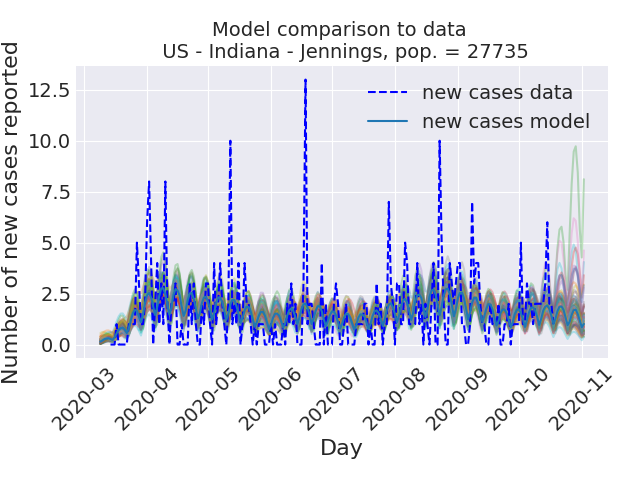 Model comparison to data
US - Indiana - Jennings, pop. = 27735
Number of new cases reported
12.5
10.0
7.5
5.0
2.5
0.0
new cases data
new cases model
2020-03
2020-04
2020-05
2020-06
2020-07
2020-08
2020-09
2020-10
2020-11
Day